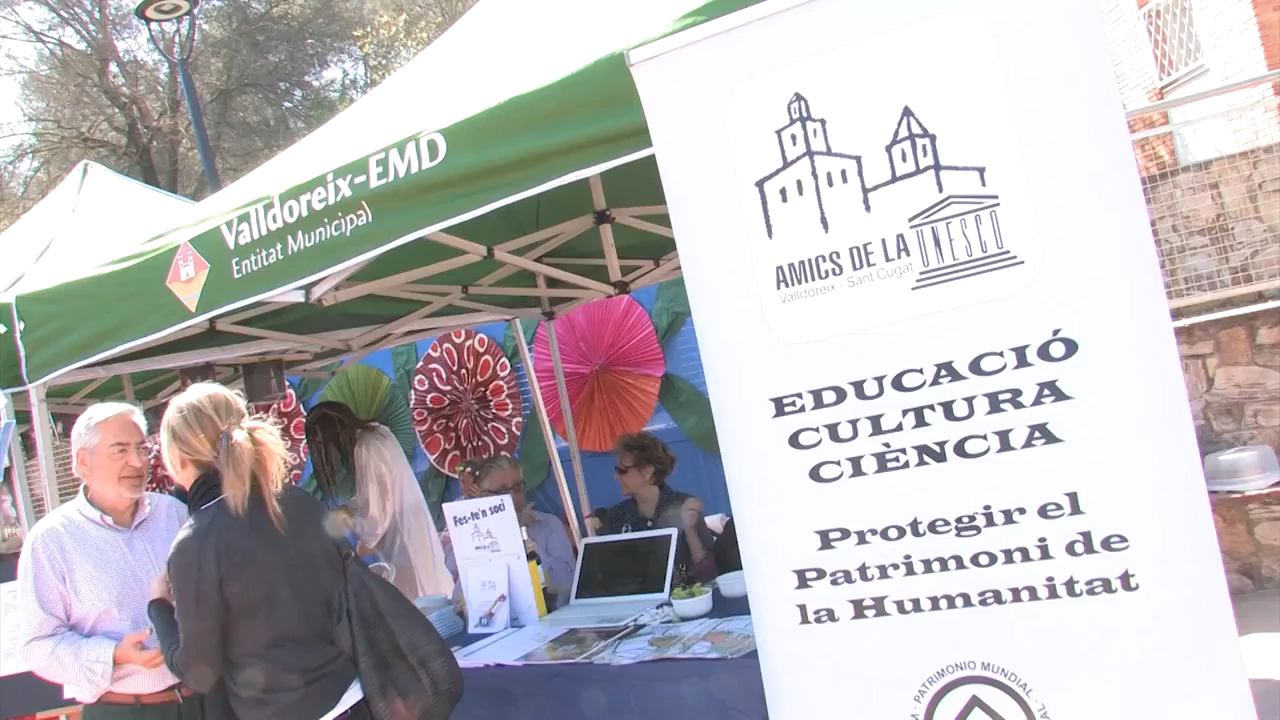 Valldoreix-EMD
Entitat Municipal
AMICS DE LA
UNESCO
Valldoreix - Sant Cugat
EDUCACIÓ
CULTURA
CIÈNCIA
Protegir el
Patrimoni de
la Humanitat
PATRIMONIO MUNDIAL
Fes-te'n soci